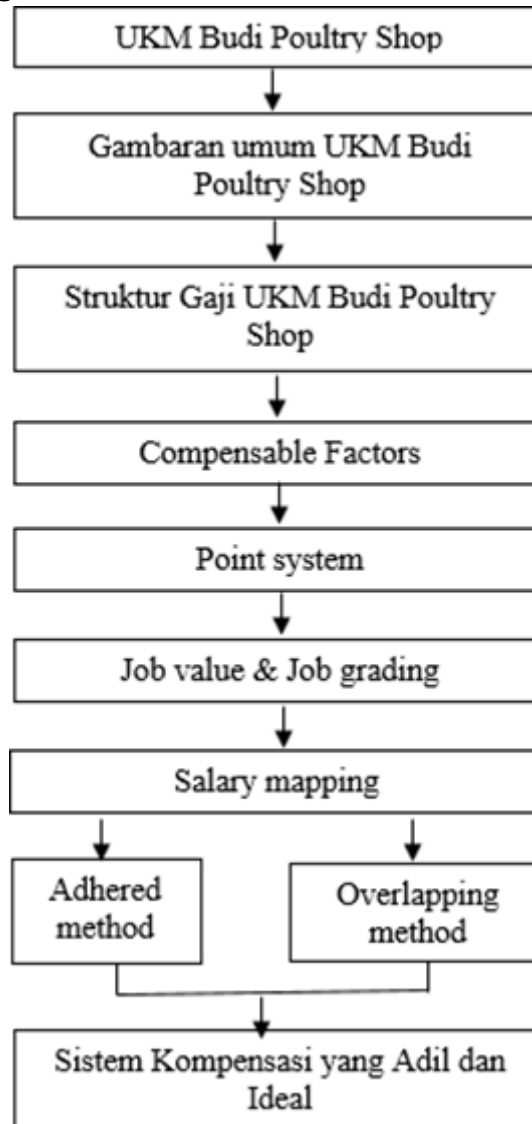 UKM Budi Poultry Shop
Gambaran umum UKM Budi
Poultry Shop
Struktur Gaji UKM Budi Poultry
Shop
Compensable Factors
Point system
Job value & Job grading
Salary mapping
Adhered
method
Overlapping
method
Sistem Kompensasi yang Adil dan
Ideal